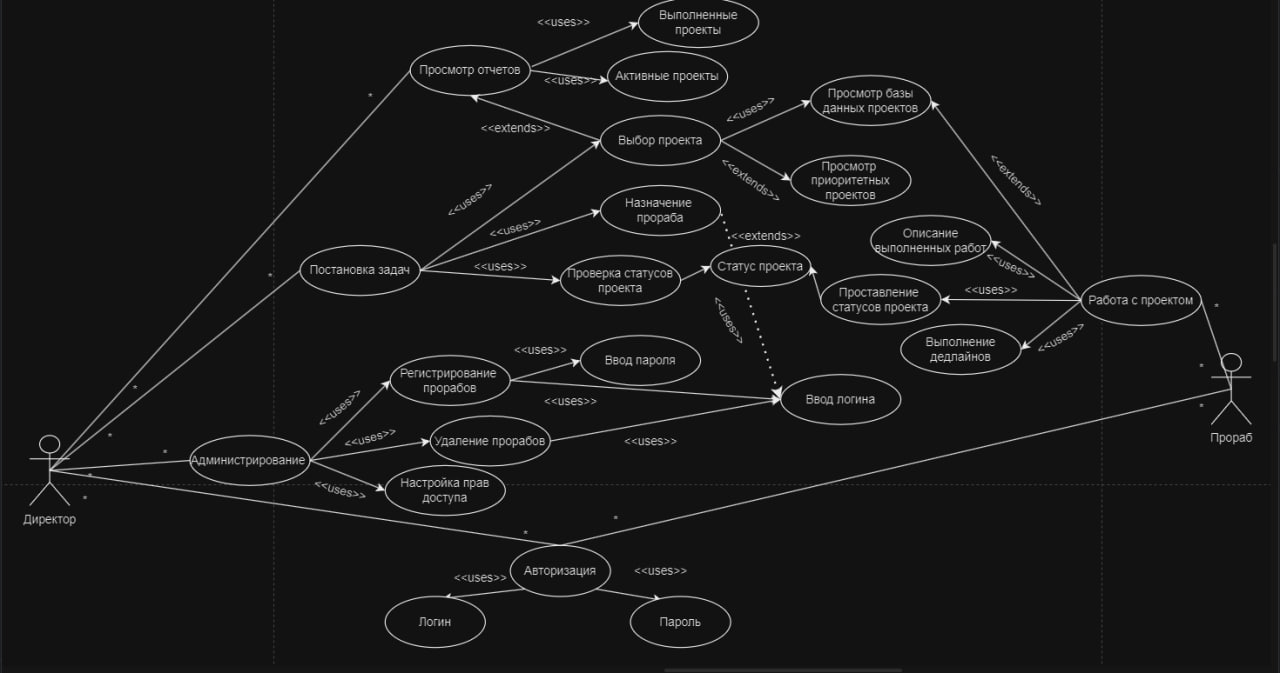 <<uses>>
Выполненные
проекты
Просмотр отчетов
<<uses>>
Активные проекты
*
<<extends>>
Выбор проекта
<<uses>>
Просмотр базы
данных проектов
<<extends>>
Просмотр
приоритетных
проектов
<<extends>>
<<uses>>
Назначение
прораба
<<uses>>
<<extends>>
Описание
выполненных работ
<<uses>>
*
Постановка задач
<<uses>>
Проверка статусов
проекта
Статус проекта
<<uses>>
Проставление
статусов проекта
<<uses>>
Работа с проектом
*
Выполнение
дедлайнов
<<uses>>
<<uses>>
Ввод пароля
*
Регистрирование
прорабов
*
<<uses>>
<<uses>>
Ввод логина
*
Прораб
*
<<uses>>
Удаление прорабов
<<uses>>
*
Администрирование
*
<<uses>>
Настройка прав
доступа
*
Директор
*
*
Авторизация
<<uses>>
<<uses>>
Логин
Пароль